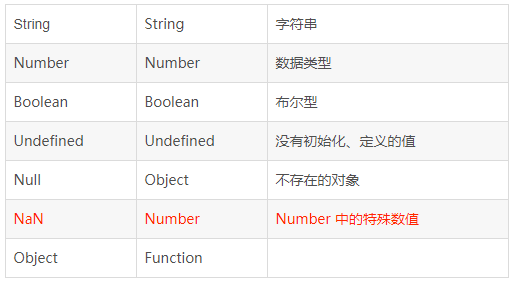 String String 字符串
Number Number 数据类型
Boolean Boolean 布尔型
Undefined Undefined 没有初始化、定义的值
Null Object 不存在的对象
NaN Number Number 中的特殊数值
Object Function